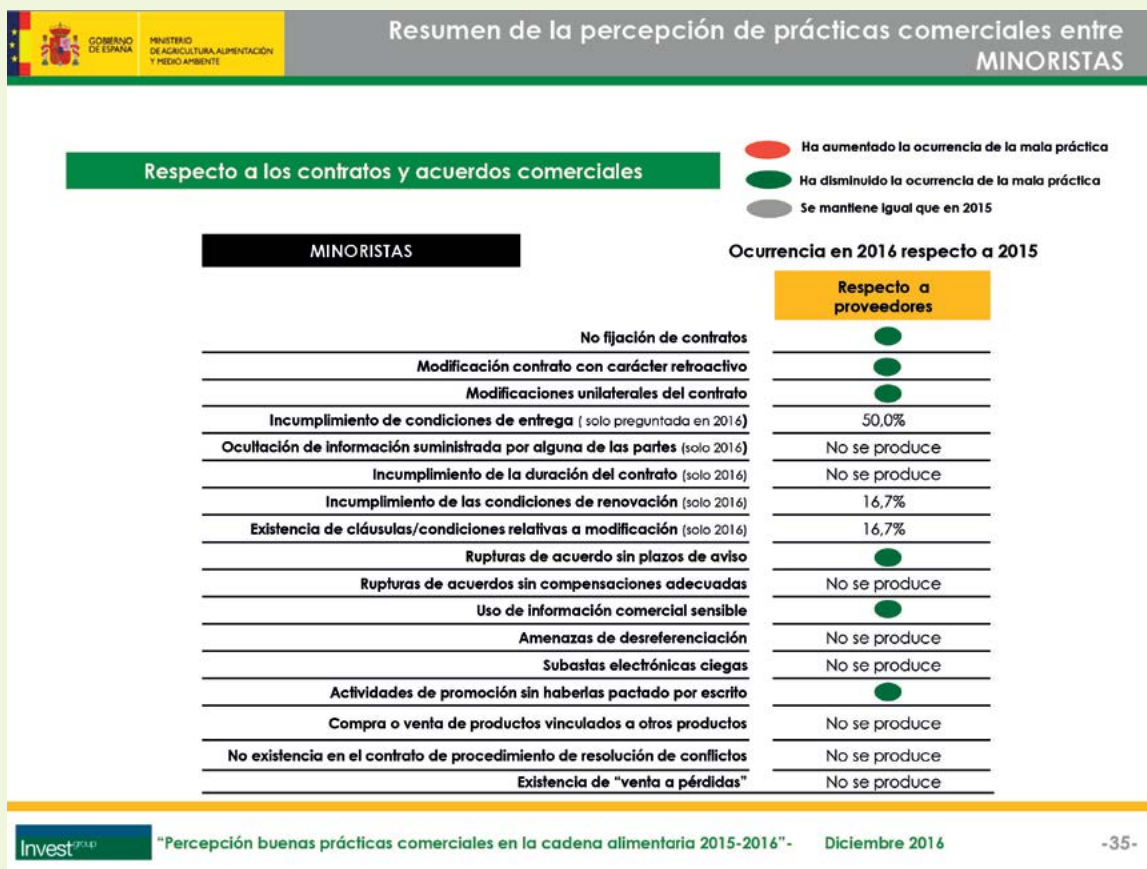 GOBIERNO
DE ESPAÑA
MINISTERIO
DE AGRICULTURA, ALIMENTACIÓN
Y MEDIO AMBIENTE
Resumen de la percepción de prácticas comerciales entre
MINORISTAS
Respecto a los contratos y acuerdos comerciales
Ha aumentado la ocurrencia de la mala práctica
Ha disminuido la ocurrencia de la mala práctica
Se mantiene igual que en 2015
MINORISTAS
Ocurrencia en 2016 respecto a 2015
Respecto a
proveedores
No fijación de contratos
Modificación contrato con carácter retroactivo
Modificaciones unilaterales del contrato
Incumplimiento de condiciones de entrega ( solo preguntada en 2016) 50,0%
Ocultación de información suministrada por alguna de las partes (solo 2016) No se produce
Incumplimiento de la duración del contrato (solo 2016) No se produce
Incumplimiento de las condiciones de renovación (solo 2016) 16,7%
Existencia de cláusulas/condiciones relativas a modificación (solo 2016) 16,7%
Rupturas de acuerdo sin plazos de aviso
Rupturas de acuerdos sin compensaciones adecuadas No se produce
Uso de información comercial sensible
Amenazas de desreferenciación No se produce
Subastas electrónicas ciegas No se produce
Actividades de promoción sin haberlas pactado por escrito
Compra o venta de productos vinculados a otros productos No se produce
No existencia en el contrato de procedimiento de resolución de conflictos No se produce
Existencia de "venta a pérdidas" No se produce
Invest group "Percepción buenas prácticas comerciales en la cadena alimentaria 2015-2016"- Diciembre 2016 -35-